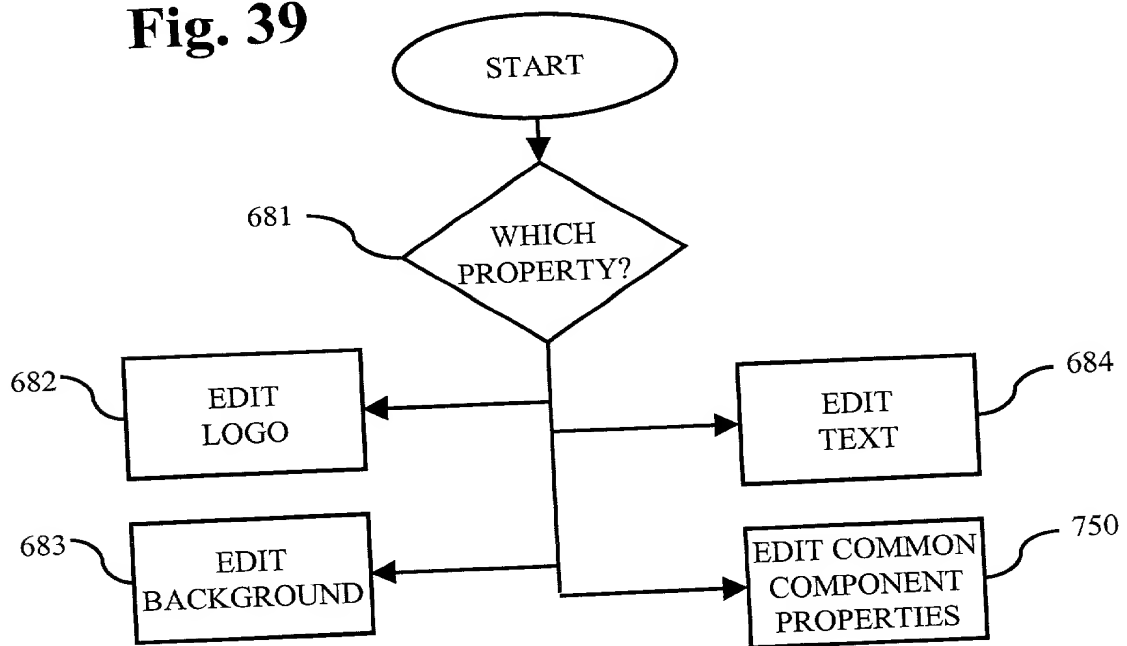 Fig. 39
START
681
WHICH
PROPERTY?
682
EDIT
LOGO
684
EDIT
TEXT
683
EDIT
BACKGROUND
750
EDIT COMMON
COMPONENT
PROPERTIES